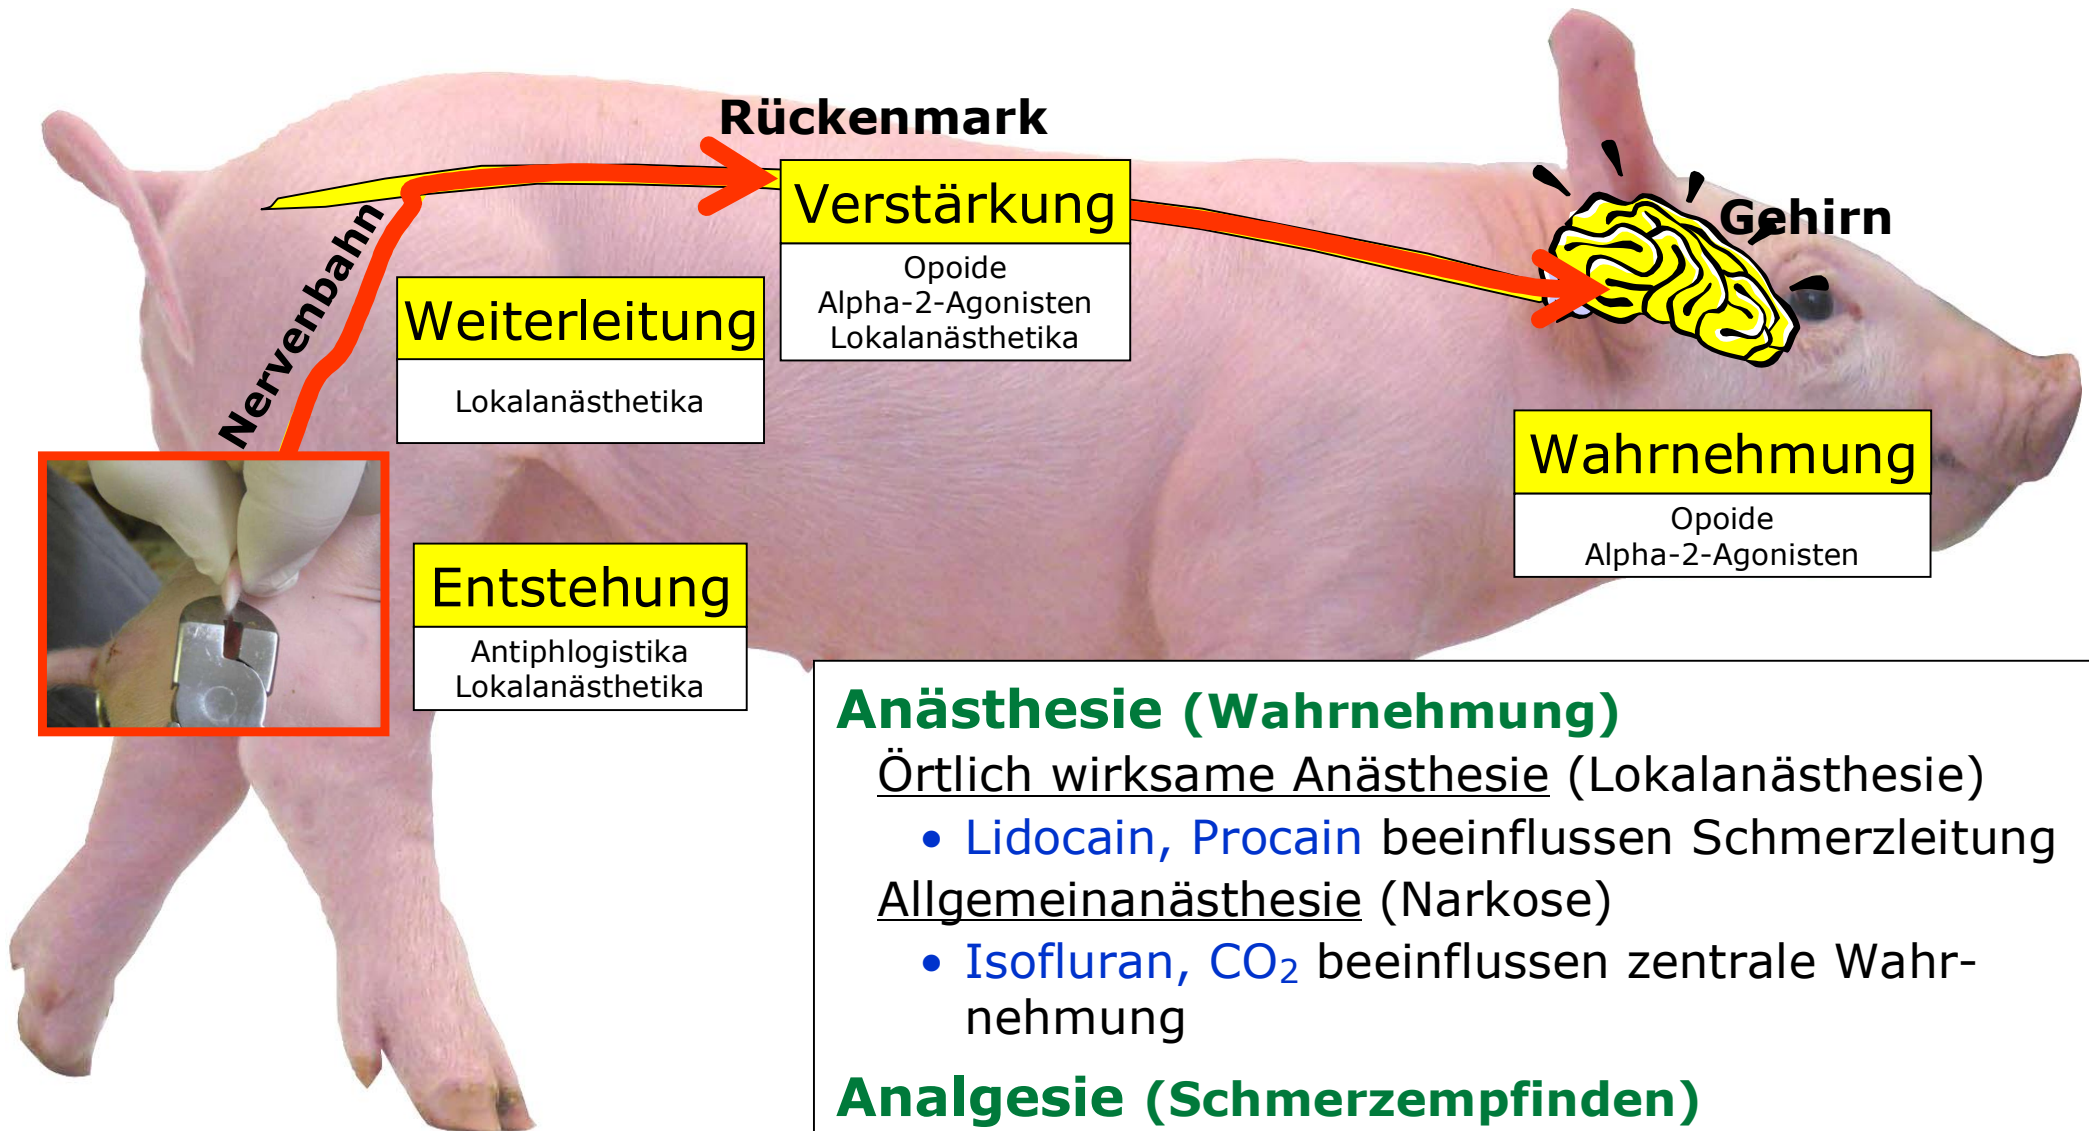 Rückenmark
Verstärkung
Opoide
Alpha-2-Agonisten
Lokalanästhetika
Gehirn
Nervenbahn
Weiterleitung
Lokalanästhetika
Wahrnehmung
Opoide
Alpha-2-Agonisten
Entstehung
Antiphlogistika
Lokalanästhetika
Anästhesie (Wahrnehmung)
Örtlich wirksame Anästhesie (Lokalanästhesie)
• Lidocain, Procain beeinflussen Schmerzleitung
Allgemeinanästhesie (Narkose)
• Isofluran, CO₂ beeinflussen zentrale Wahr-
nehmung
Analgesie (Schmerzempfinden)